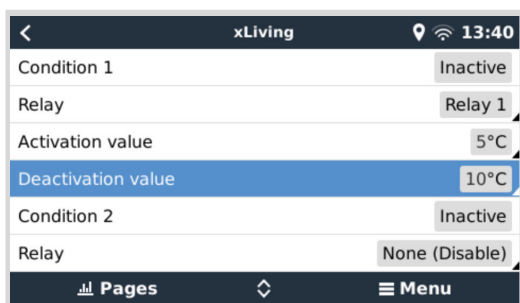 xLiving 13:40
Condition 1 Inactive
Relay Relay 1
Activation value 5°C
Deactivation value 10°C
Condition 2 Inactive
Relay None (Disable)
Pages Menu